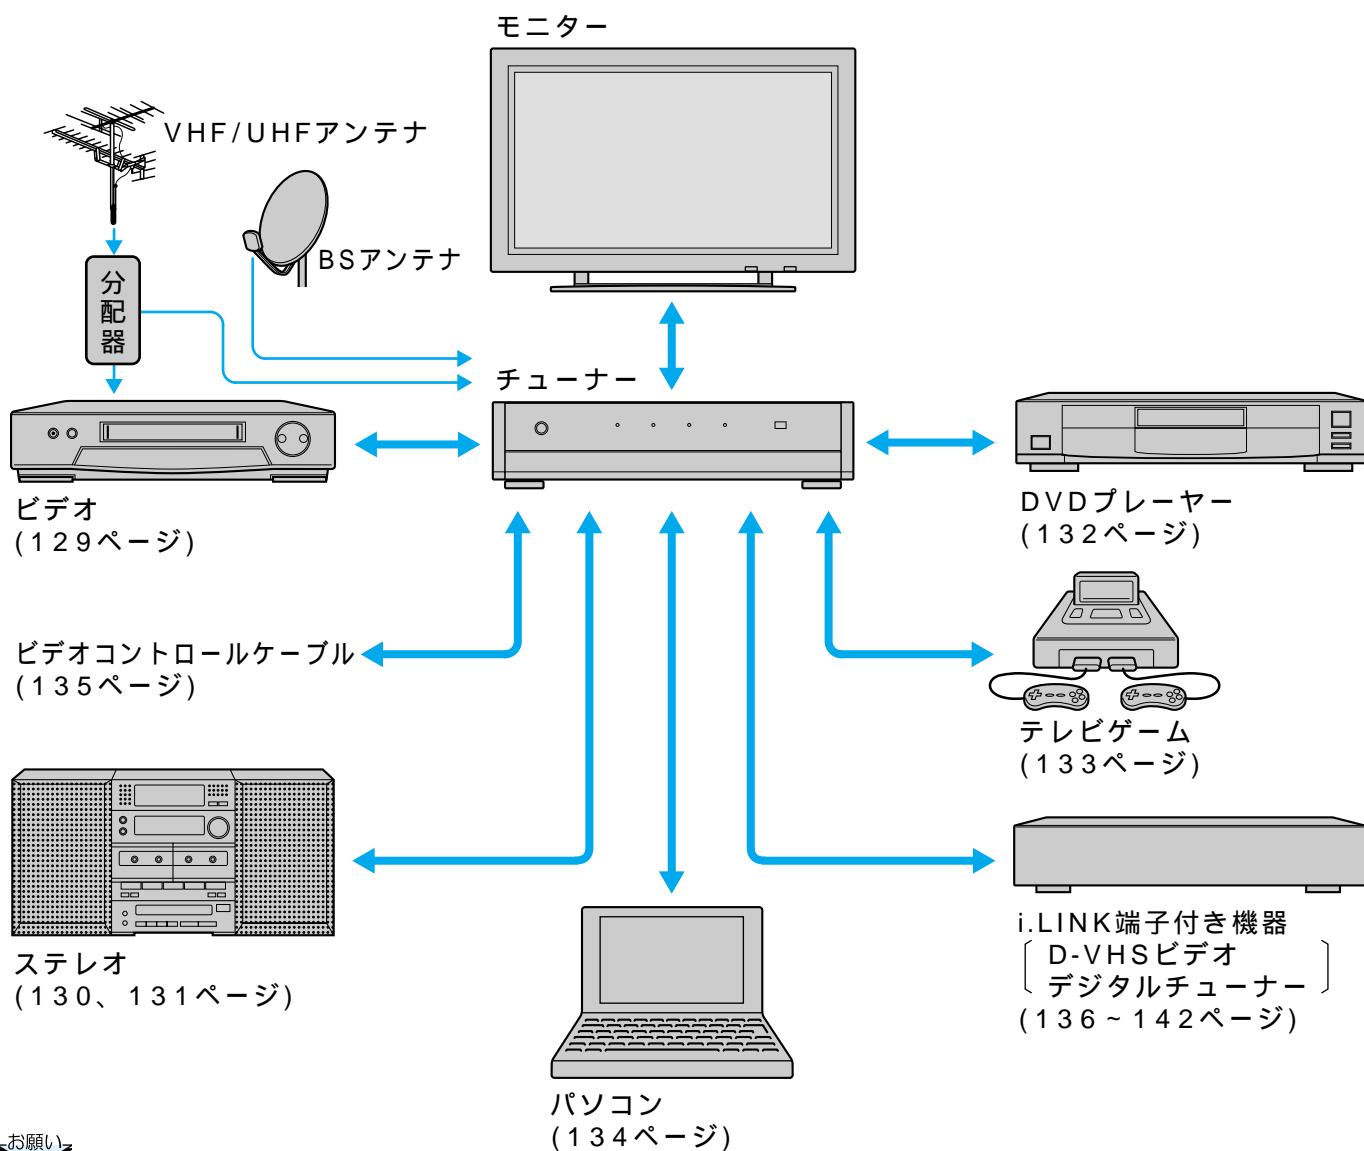 モニター
VHF/UHFアンテナ
BSアンテナ
分配器
チューナー
ビデオ
(129ページ)
DVDプレーヤー
(132ページ)
ビデオコントロールケーブル
(135ページ)
テレビゲーム
(133ページ)
ステレオ
(130、131ページ)
i.LINK端子付き機器
D-VHSビデオ
デジタルチューナー
(136~142ページ)
パソコン
(134ページ)
お願い